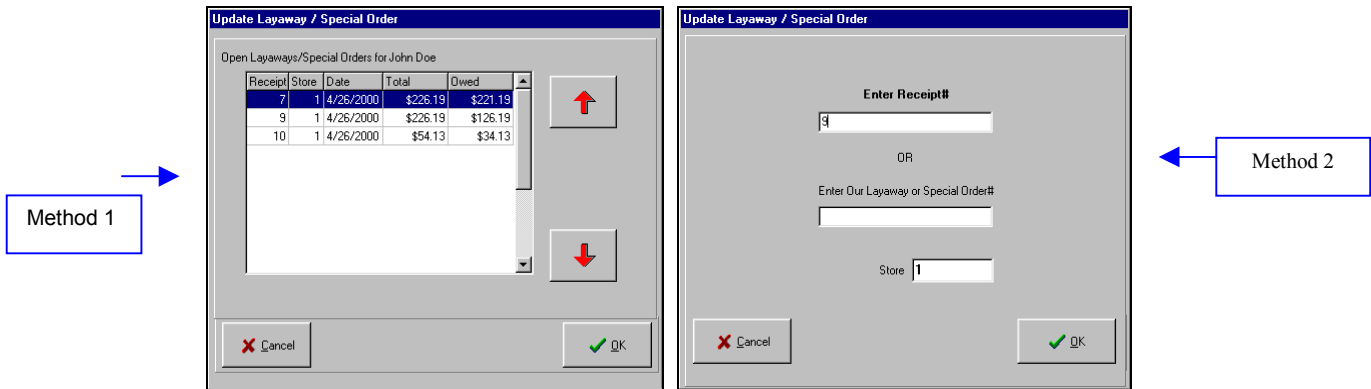 Method 1
Update Layaway / Special Order
Open Layaways/Special Orders for John Doe
Receipt Store Date Total Owed
7 1 4/26/2000 $226.19 $221.19
9 1 4/26/2000 $226.19 $126.19
10 1 4/26/2000 $54.13 $34.13
Cancel OK
Update Layaway / Special Order
Enter Receipt#
9
OR
Enter Our Layaway or Special Order#
Store 1
Cancel OK
Method 2